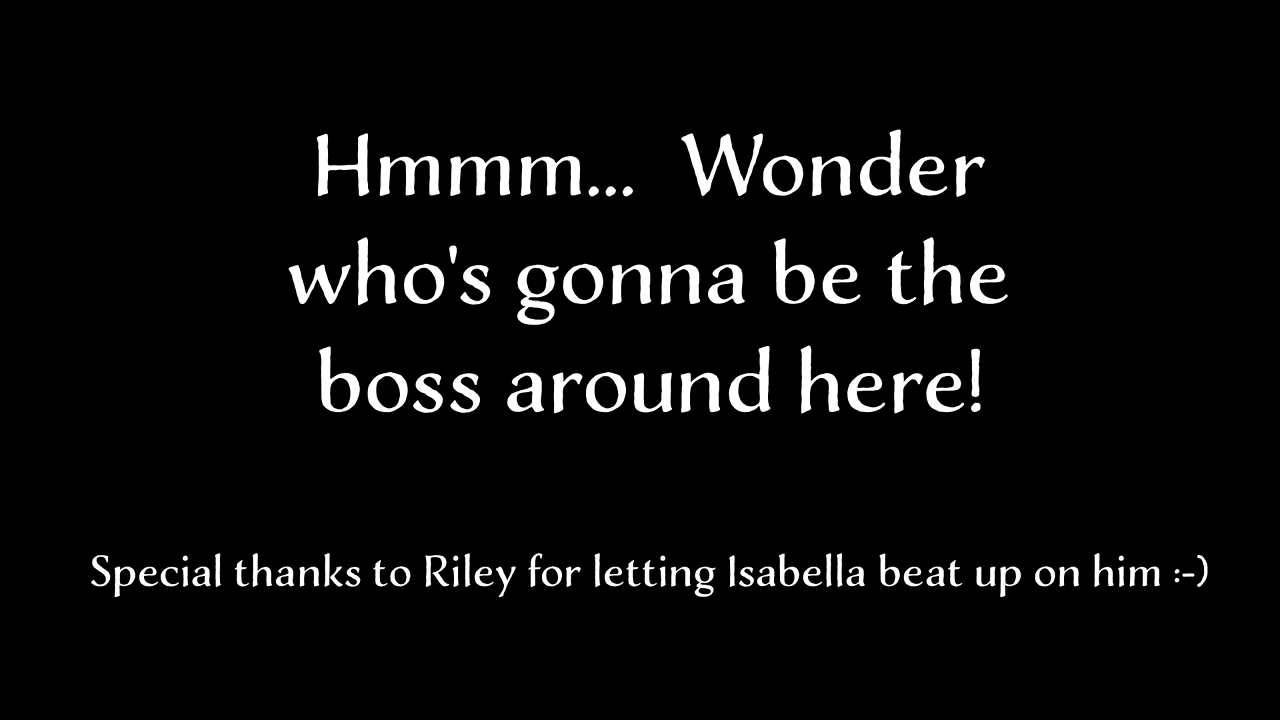 Hmmm...  Wonder
who's gonna be the
boss around here!
Special thanks to Riley for letting Isabella beat up on him :-)